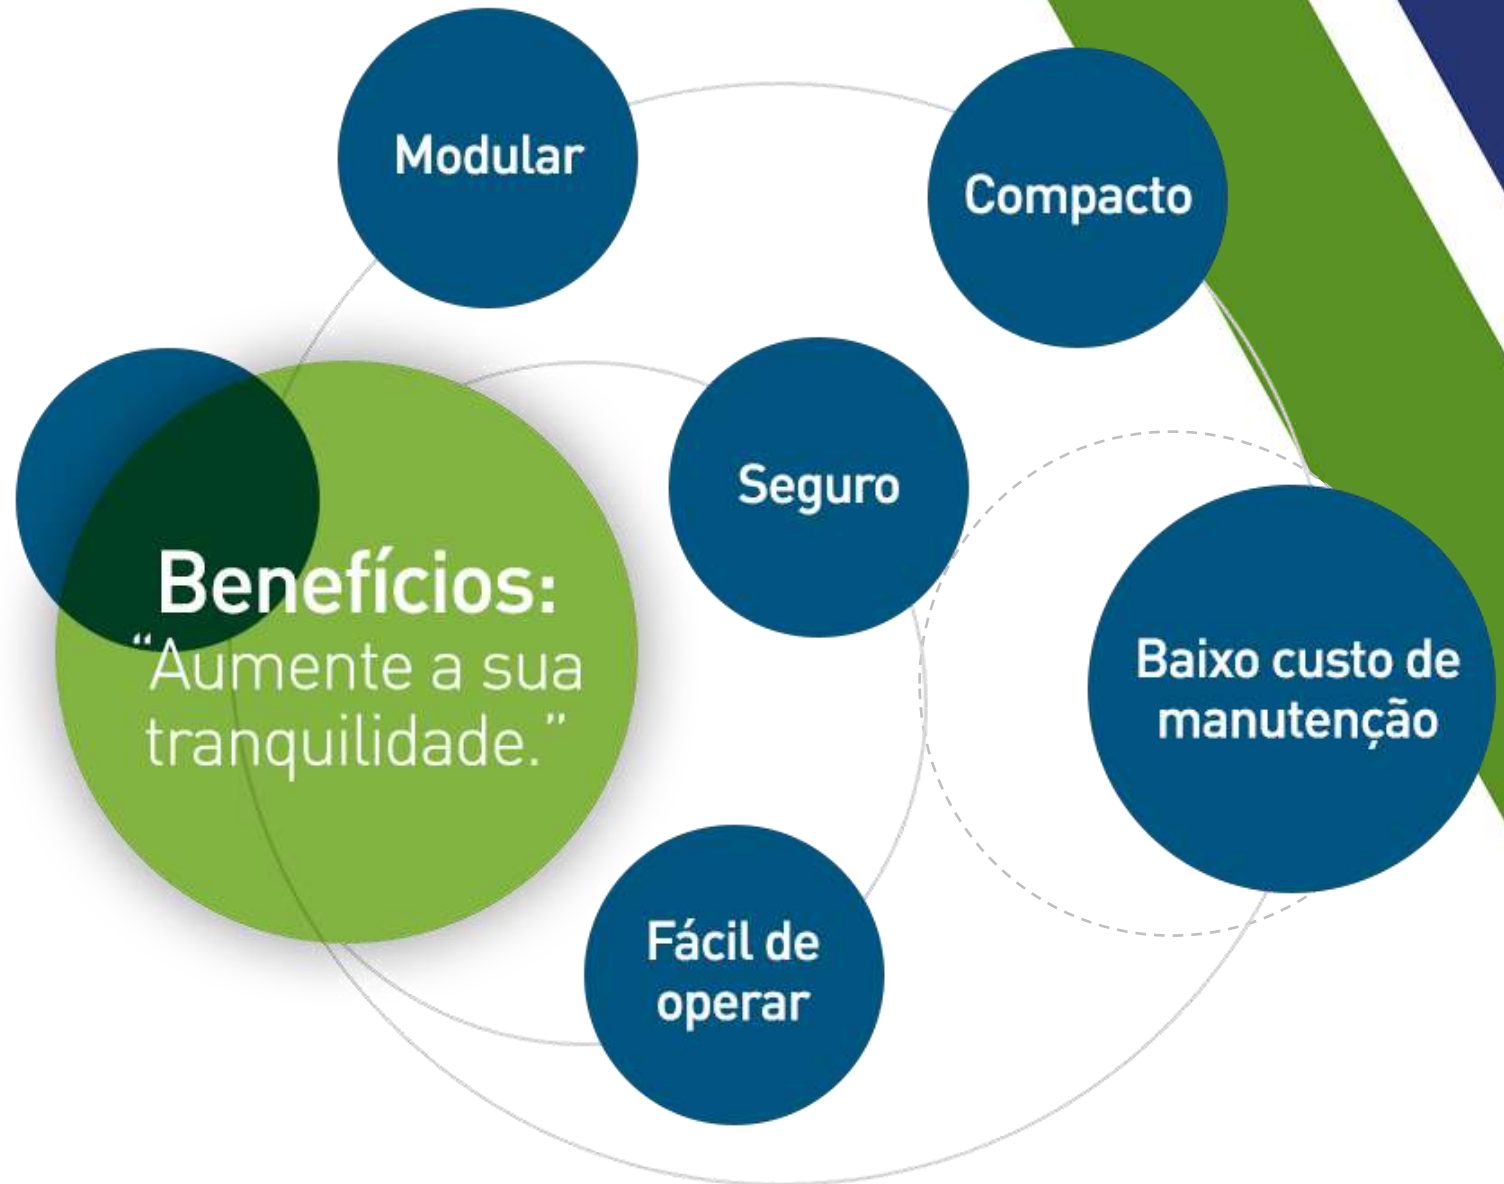 Modular
Compacto
Seguro
Benefícios:
“Aumente a sua
tranquilidade.”
Baixo custo de
manutenção
Fácil de
operar